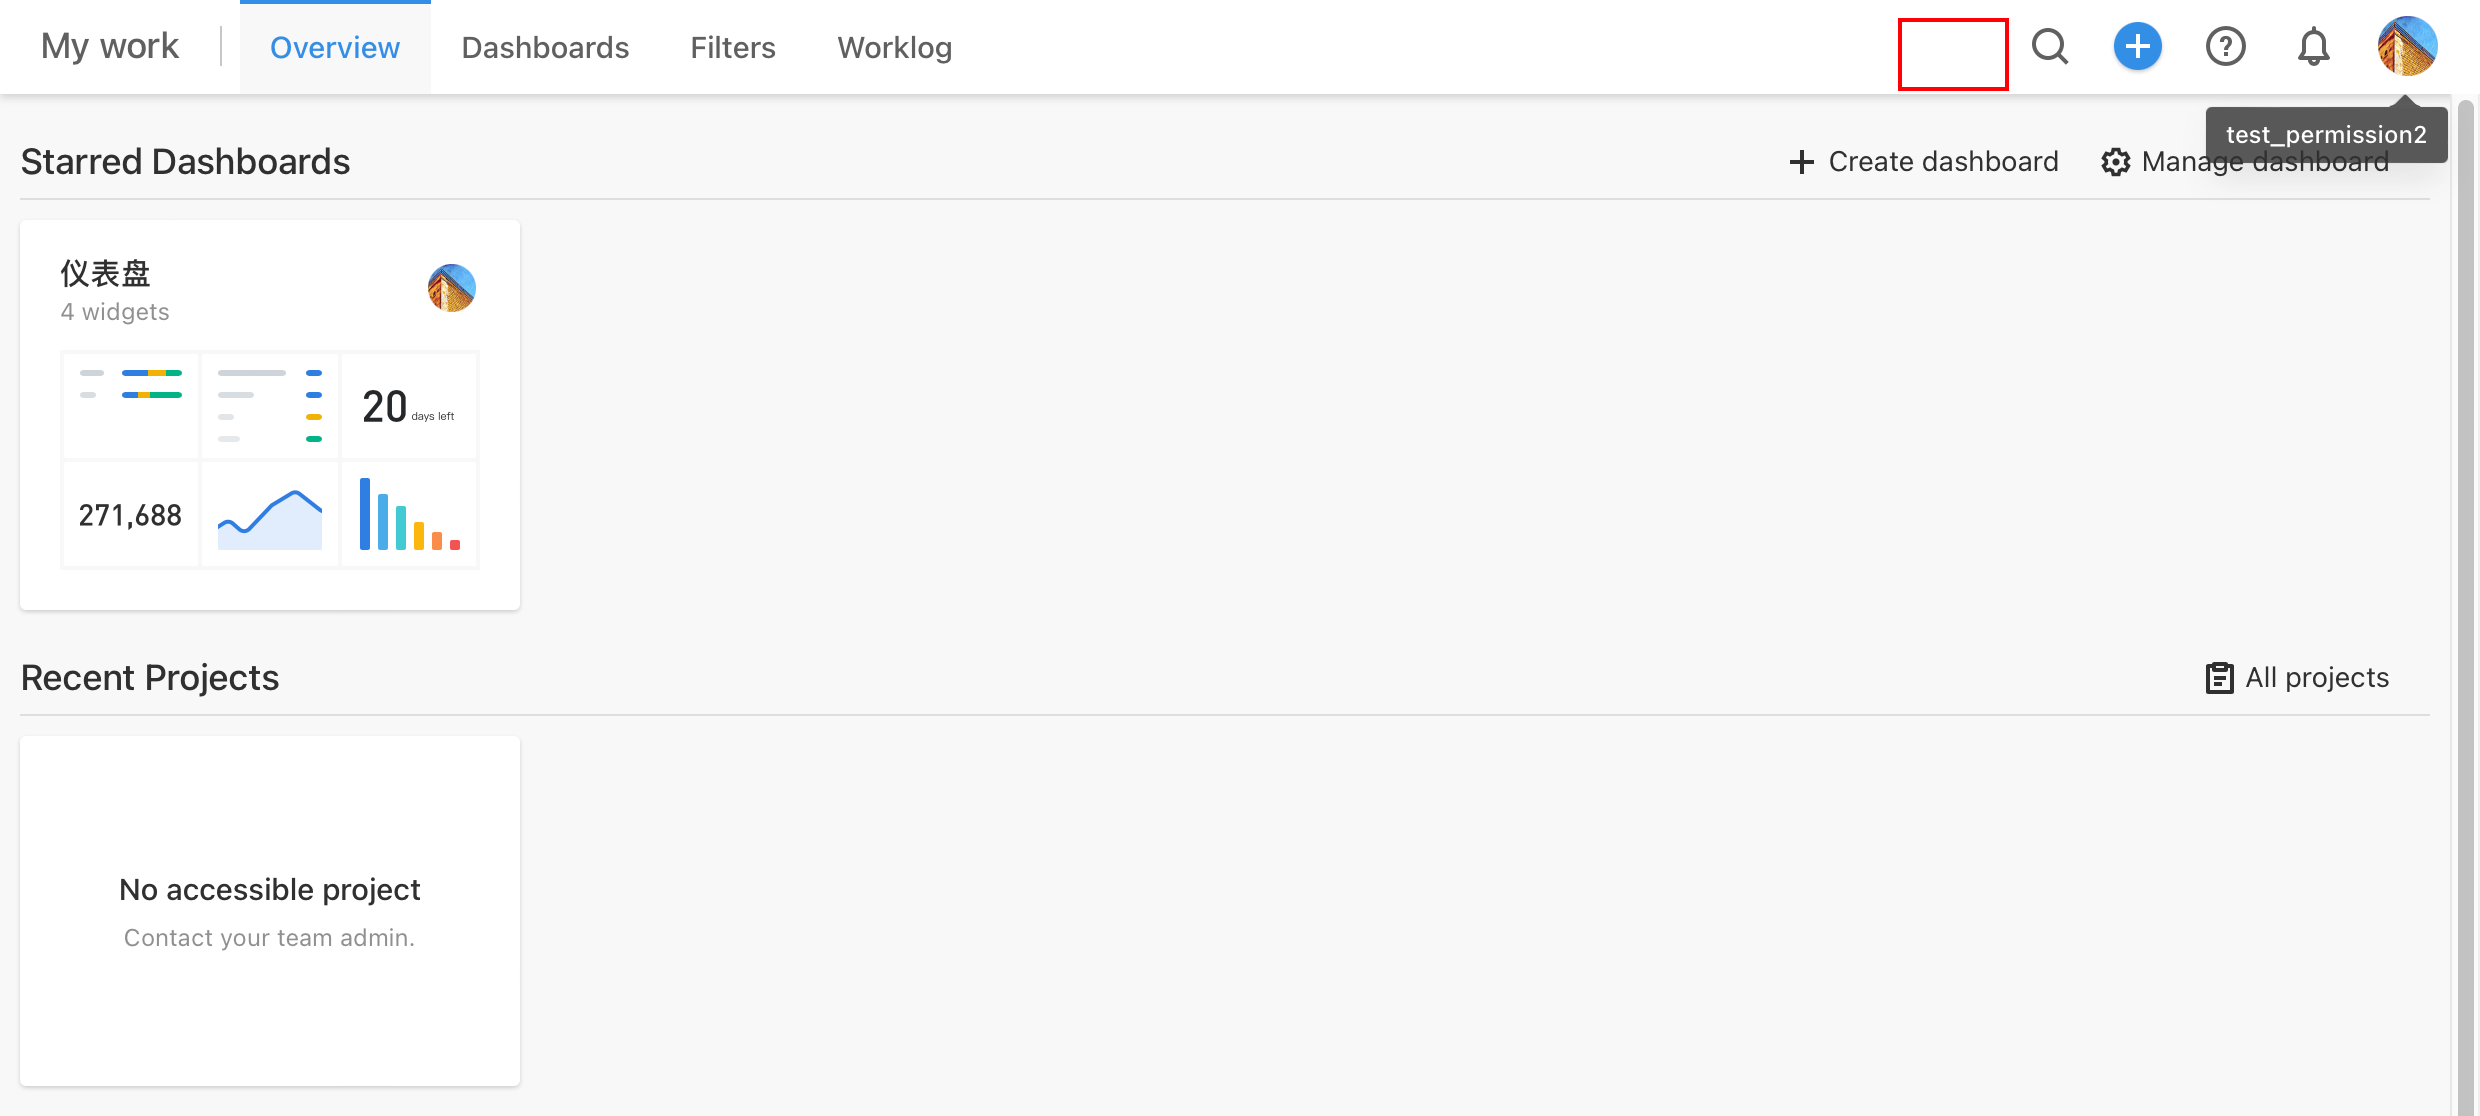 My work
Overview
Dashboards
Filters
Worklog
test_permission2
Starred Dashboards
Create dashboard
Manage dashboard
仪表盘
4 widgets
20 days left
271,688
Recent Projects
All projects
No accessible project
Contact your team admin.